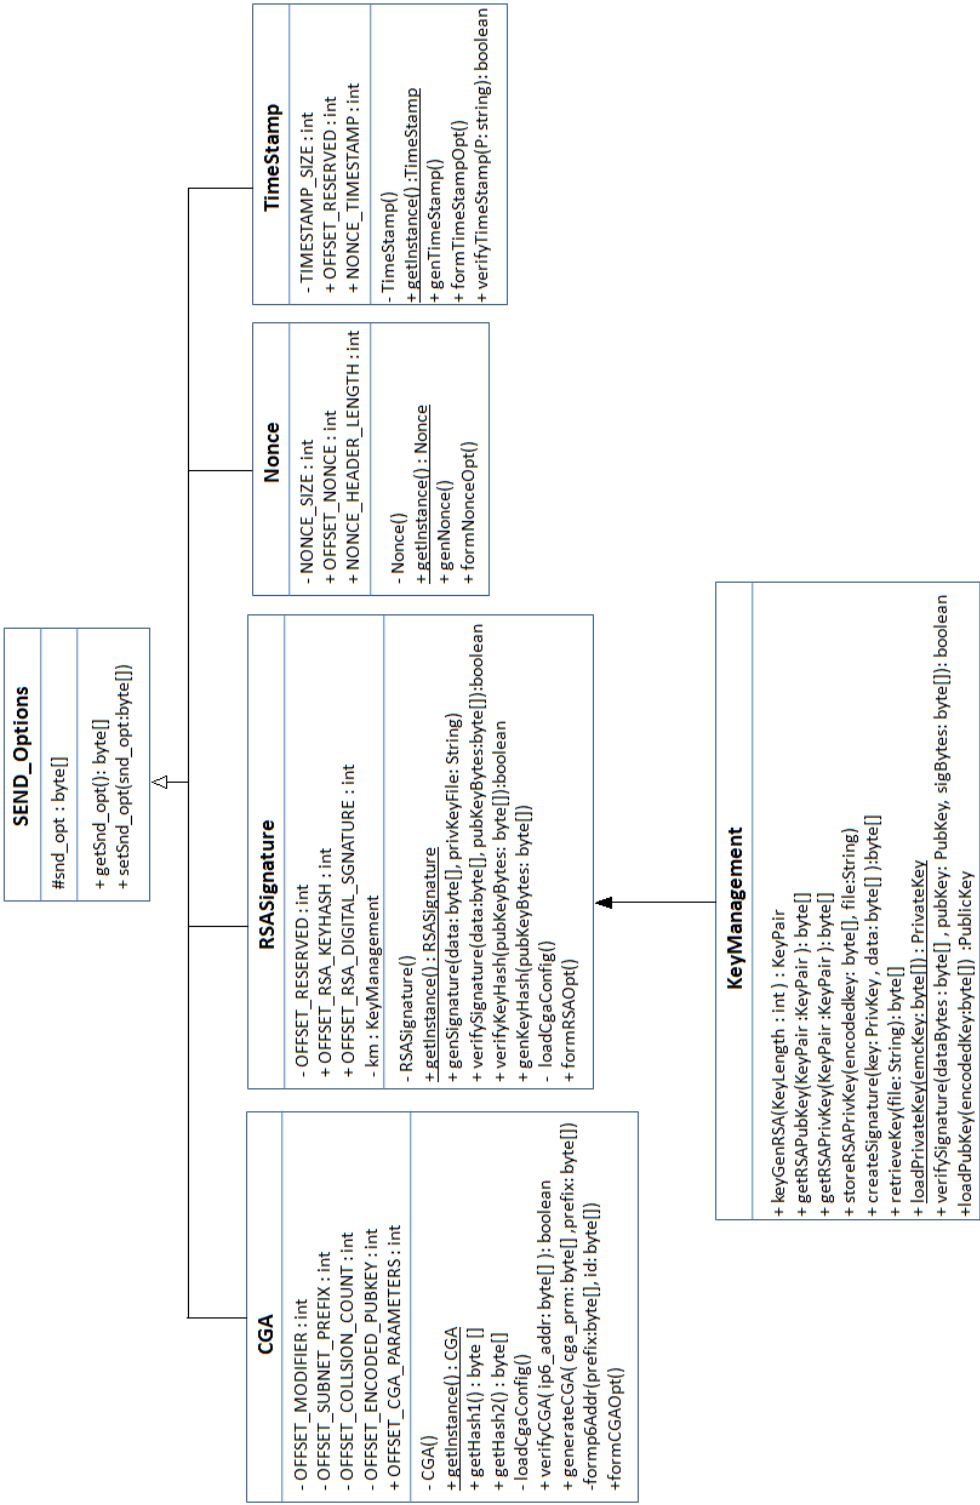 SEND_Options
#snd_opt : byte[]
+ getSnd_opt(): byte[]
+ setSnd_opt(snd_opt:byte[])
CGA
- OFFSET_MODIFIER : int
- OFFSET_SUBNET_PREFIX : int
- OFFSET_COLLSION_COUNT : int
- OFFSET_ENCODED_PUBKEY : int
+ OFFSET_CGA_PARAMETERS : int
- CGA()
+ getInstance() : CGA
+ getHash1() : byte []
+ getHash2() : byte[]
- loadCgaConfig()
+ verifyCGA( ip6_addr: byte[] ): boolean
+ generateCGA( cga_prm: byte[] ,prefix: byte[])
-formp6Addr(prefix:byte[], id: byte[])
+formCGAOpt()
RSASignature
- OFFSET_RESERVED : int
+ OFFSET_RSA_KEYHASH : int
+ OFFSET_RSA_DIGITAL_SGNATURE : int
- km : KeyManagement
- RSASignature()
+ getInstance() : RSASignature
+ genSignature(data: byte[], privKeyFile: String)
+ verifySignature(data:byte[], pubKeyBytes:byte[]):boolean
+ verifyKeyHash(pubKeyBytes: byte[]):boolean
+ genKeyHash(pubKeyBytes: byte[])
- loadCgaConfig()
+ formRSAOpt()
Nonce
- NONCE_SIZE : int
+ OFFSET_NONCE : int
+ NONCE_HEADER_LENGTH : int
- Nonce()
+ getInstance() : Nonce
+ genNonce()
+ formNonceOpt()
TimeStamp
- TIMESTAMP_SIZE : int
+ OFFSET_RESERVED : int
+ NONCE_TIMESTAMP : int
- TimeStamp()
+ getInstance() :TimeStamp
+ genTimeStamp()
+ formTimeStampOpt()
+ verifyTimeStamp(P: string): boolean
KeyManagement
+ keyGenRSA(KeyLength : int ) : KeyPair
+ getRSAPubKey(KeyPair :KeyPair ): byte[]
+ getRSAPrivKey(KeyPair :KeyPair ): byte[]
+ storeRSAPrivKey(encodedkey: byte[], file:String)
+ createSignature(key: PrivKey , data: byte[] ):byte[]
+ retrieveKey(file: String): byte[]
+ loadPrivateKey(emcKey: byte[]) : PrivateKey
+ verifySignature(dataBytes : byte[] , pubKey: PubKey, sigBytes: byte[]): boolean
+loadPubKey(encodedKey:byte[]) :PublicKey